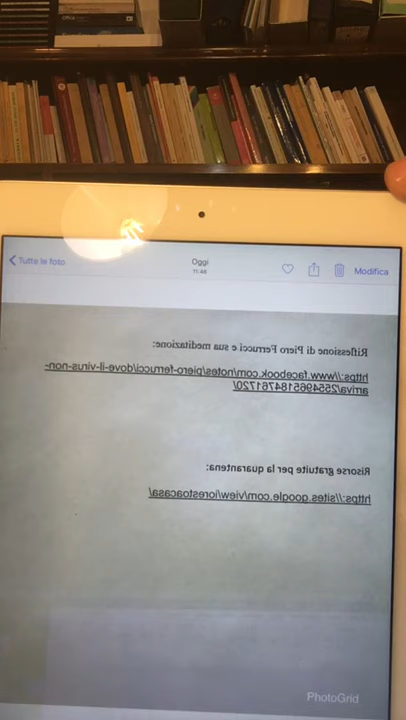 Tutte le foto
Oggi
11:46
Modifica
Riflessione di Piero Ferrucci e sua meditazione:
https://www.facebook.com/notes/piero-ferrucci/dove-il-virus-non-
arriva/2554965184761720/
Risorse gratuite per la quarantena:
https://sites.google.com/view/iorestoacasa/
PhotoGrid